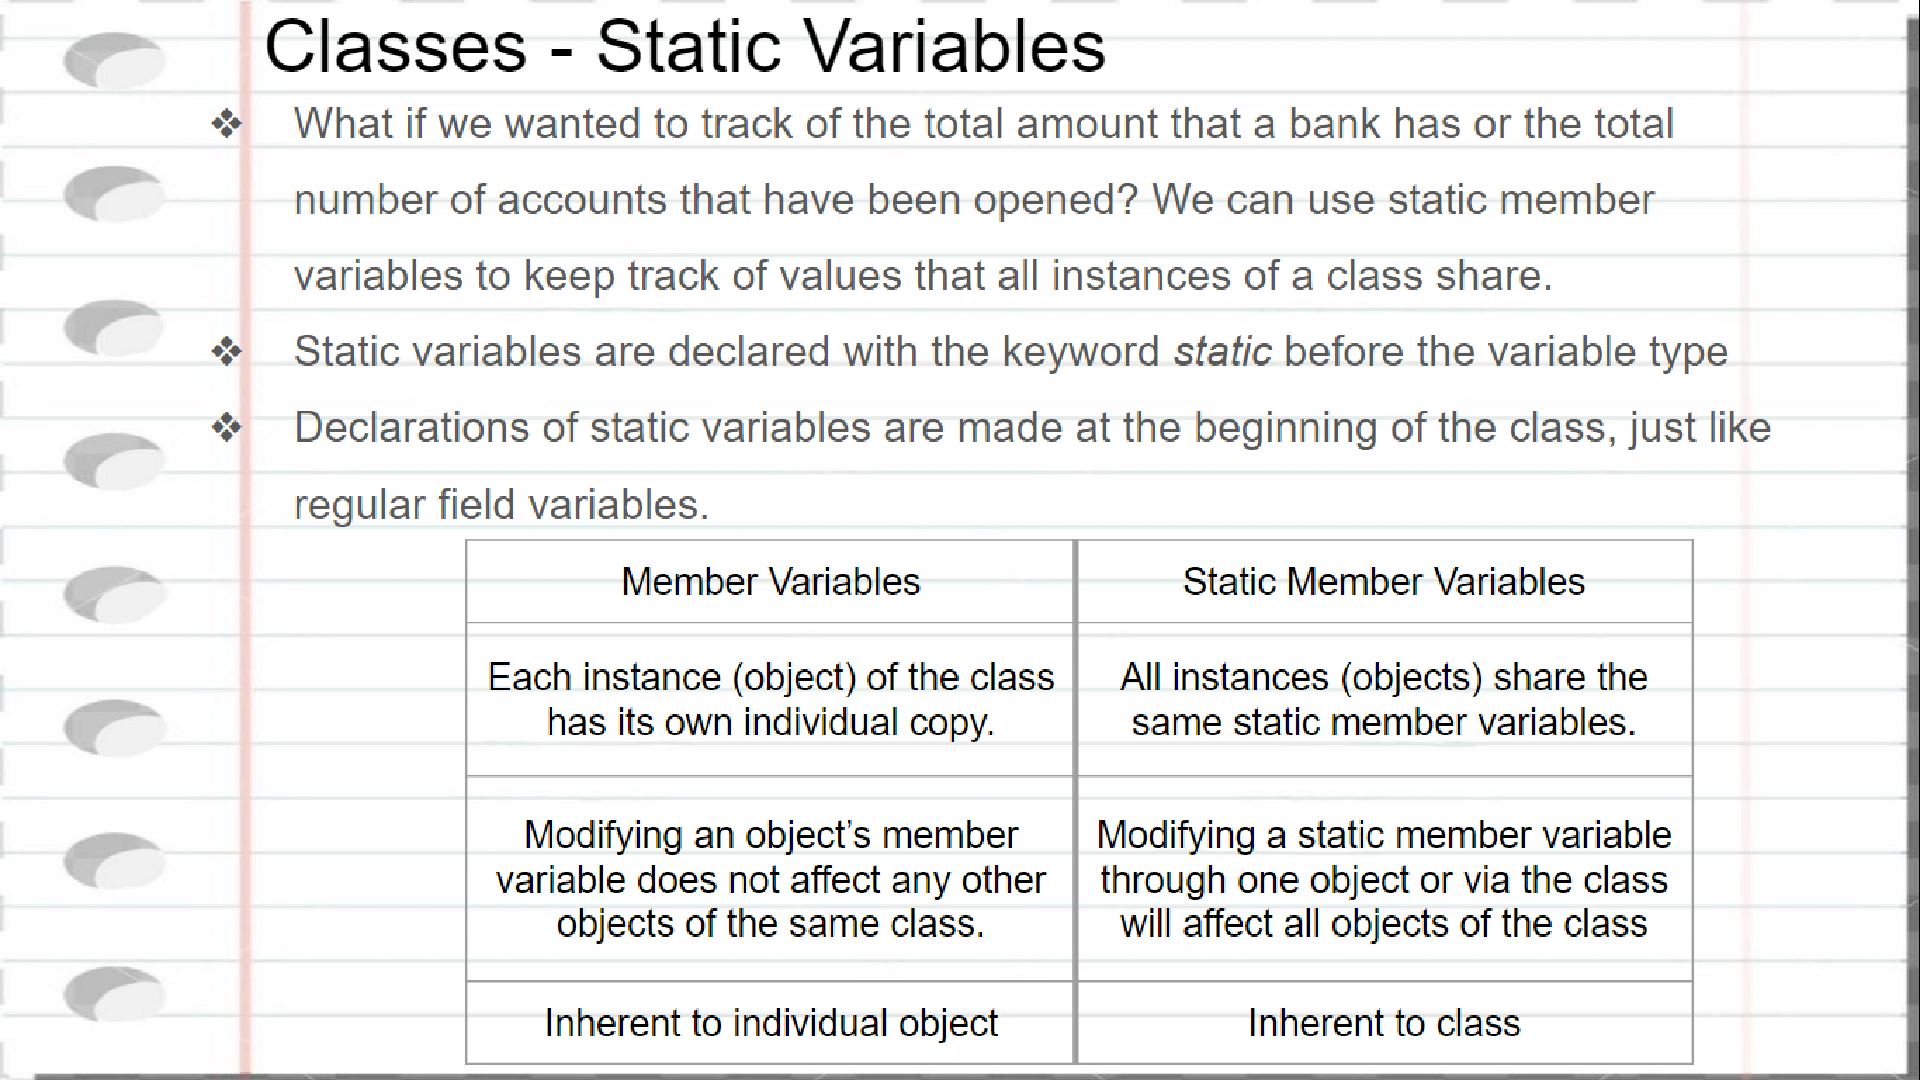 Classes - Static Variables
❖ What if we wanted to track of the total amount that a bank has or the total
number of accounts that have been opened? We can use static member
variables to keep track of values that all instances of a class share.
❖ Static variables are declared with the keyword static before the variable type
❖ Declarations of static variables are made at the beginning of the class, just like
regular field variables.
Member Variables
Static Member Variables
Each instance (object) of the class
has its own individual copy.
All instances (objects) share the
same static member variables.
Modifying an object’s member
variable does not affect any other
objects of the same class.
Modifying a static member variable
through one object or via the class
will affect all objects of the class
Inherent to individual object
Inherent to class